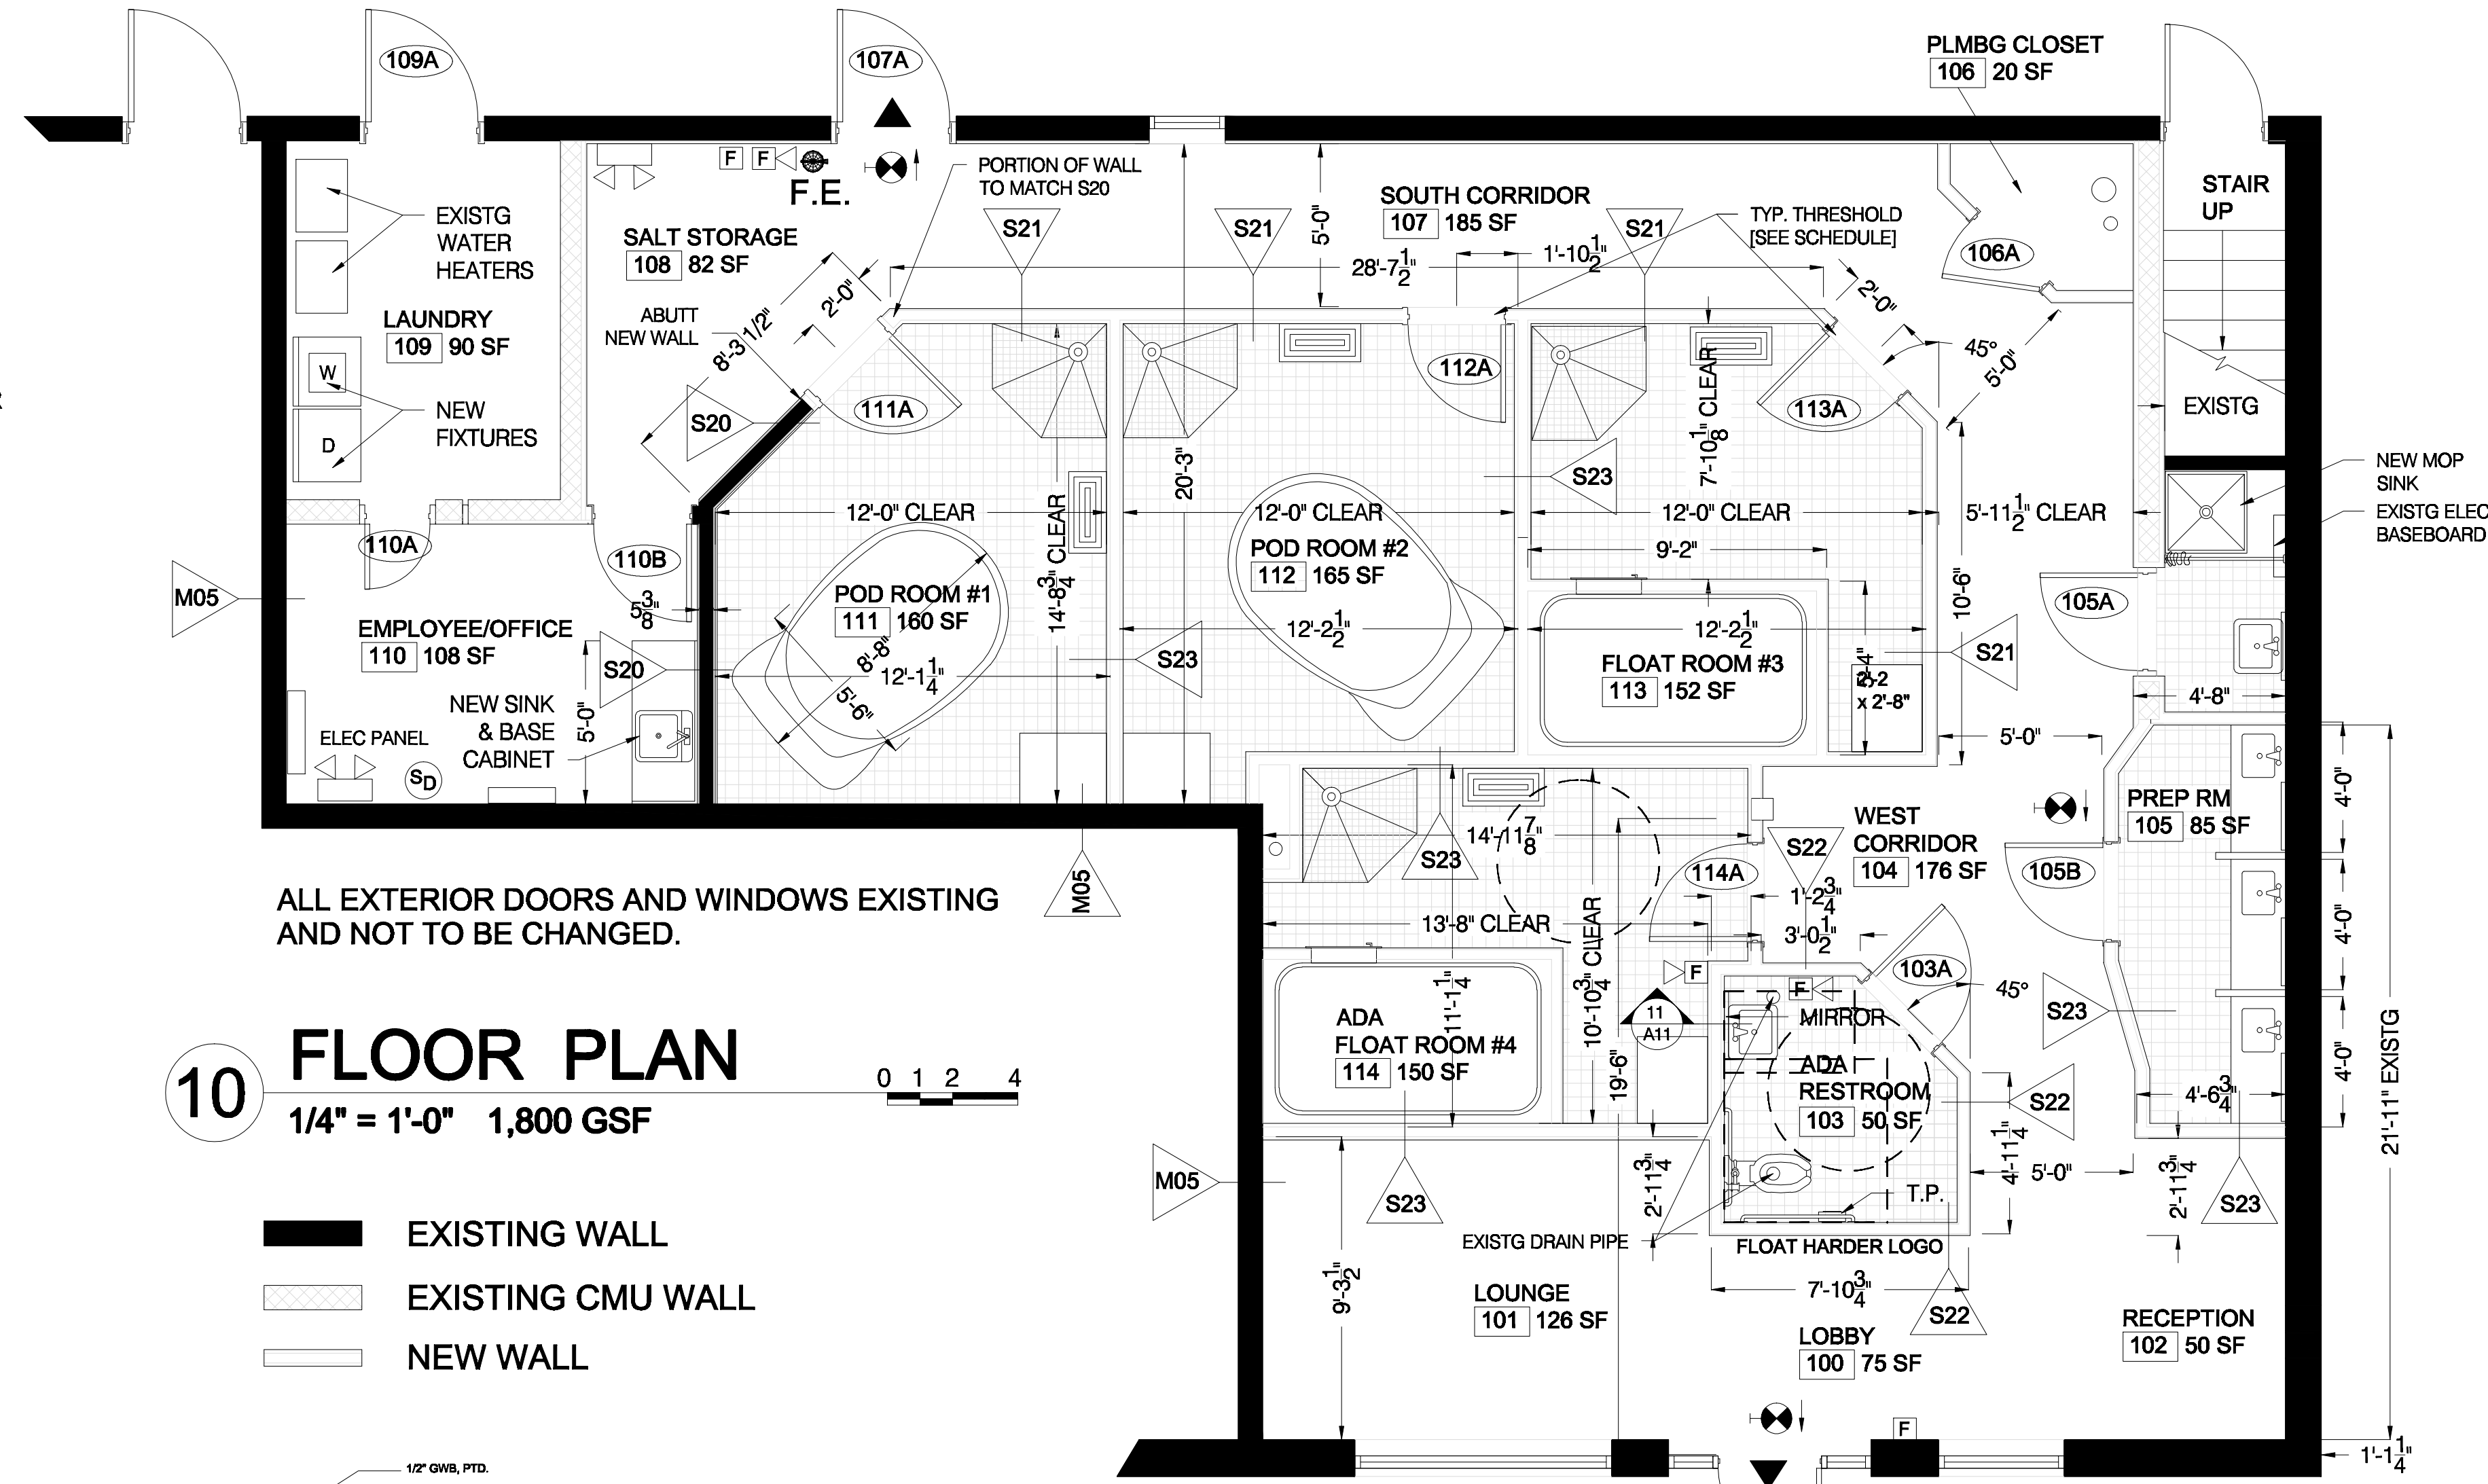 109A
107A
PLMBG CLOSET
106 20 SF
F
F
F.E.
PORTION OF WALL
TO MATCH S20
SOUTH CORRIDOR
107 185 SF
TYP. THRESHOLD
[SEE SCHEDULE]
STAIR
UP
EXISTG
WATER
HEATERS
SALT STORAGE
108 82 SF
S21
S21
S21
5'-0"
28'-7 1/2"
1'-10 1/2"
106A
2'-0"
2'-0"
8'-3 1/2"
45°
5'-0"
LAUNDRY
109 90 SF
ABUTT
NEW WALL
W
D
NEW
FIXTURES
S20
111A
112A
113A
7'-10 1/8" CLEAR
EXISTG
20'-3"
S23
NEW MOP
SINK
EXISTG ELEC
BASEBOARD
12'-0" CLEAR
14'-8 3/4" CLEAR
12'-0" CLEAR
12'-0" CLEAR
5'-11 1/2" CLEAR
110A
110B
POD ROOM #2
112 165 SF
9'-2"
M05
5 3/8"
POD ROOM #1
111 160 SF
10'-6"
105A
EMPLOYEE/OFFICE
110 108 SF
12'-2 1/2"
12'-2 1/2"
S20
8'-8"
12'-1 1/4"
5'-6"
S23
FLOAT ROOM #3
113 152 SF
2'-2
x 2'-8"
S21
4'-8"
NEW SINK
& BASE
CABINET
5'-0"
ELEC PANEL
SD
5'-0"
4'-0"
PREP RM
105 85 SF
WEST
CORRIDOR
104 176 SF
14'-11 7/8"
S23
S22
114A
105B
1'-2 3/4"
M05
ALL EXTERIOR DOORS AND WINDOWS EXISTING
AND NOT TO BE CHANGED.
13'-8" CLEAR
10'-10 3/4" CLEAR
3'-0 1/2"
4'-0"
F
F
103A
45°
S23
11
A11
MIRROR
11'-1 1/4"
19'-6"
ADA
FLOAT ROOM #4
114 150 SF
ADA
RESTROOM
103 50 SF
S22
4'-0"
4'-6 3/4"
21'-11" EXISTG
10
FLOOR PLAN
0 1 2 4
1/4" = 1'-0" 1,800 GSF
M05
S23
2'-11 3/4"
4'-11 1/4"
5'-0"
2'-11 3/4"
S23
T.P.
EXISTG DRAIN PIPE
FLOAT HARDER LOGO
EXISTING WALL
EXISTING CMU WALL
NEW WALL
9'-3 1/2"
LOUNGE
101 126 SF
7'-10 3/4"
S22
LOBBY
100 75 SF
RECEPTION
102 50 SF
F
1'-1 1/4"
1/2" GWB, PTD.